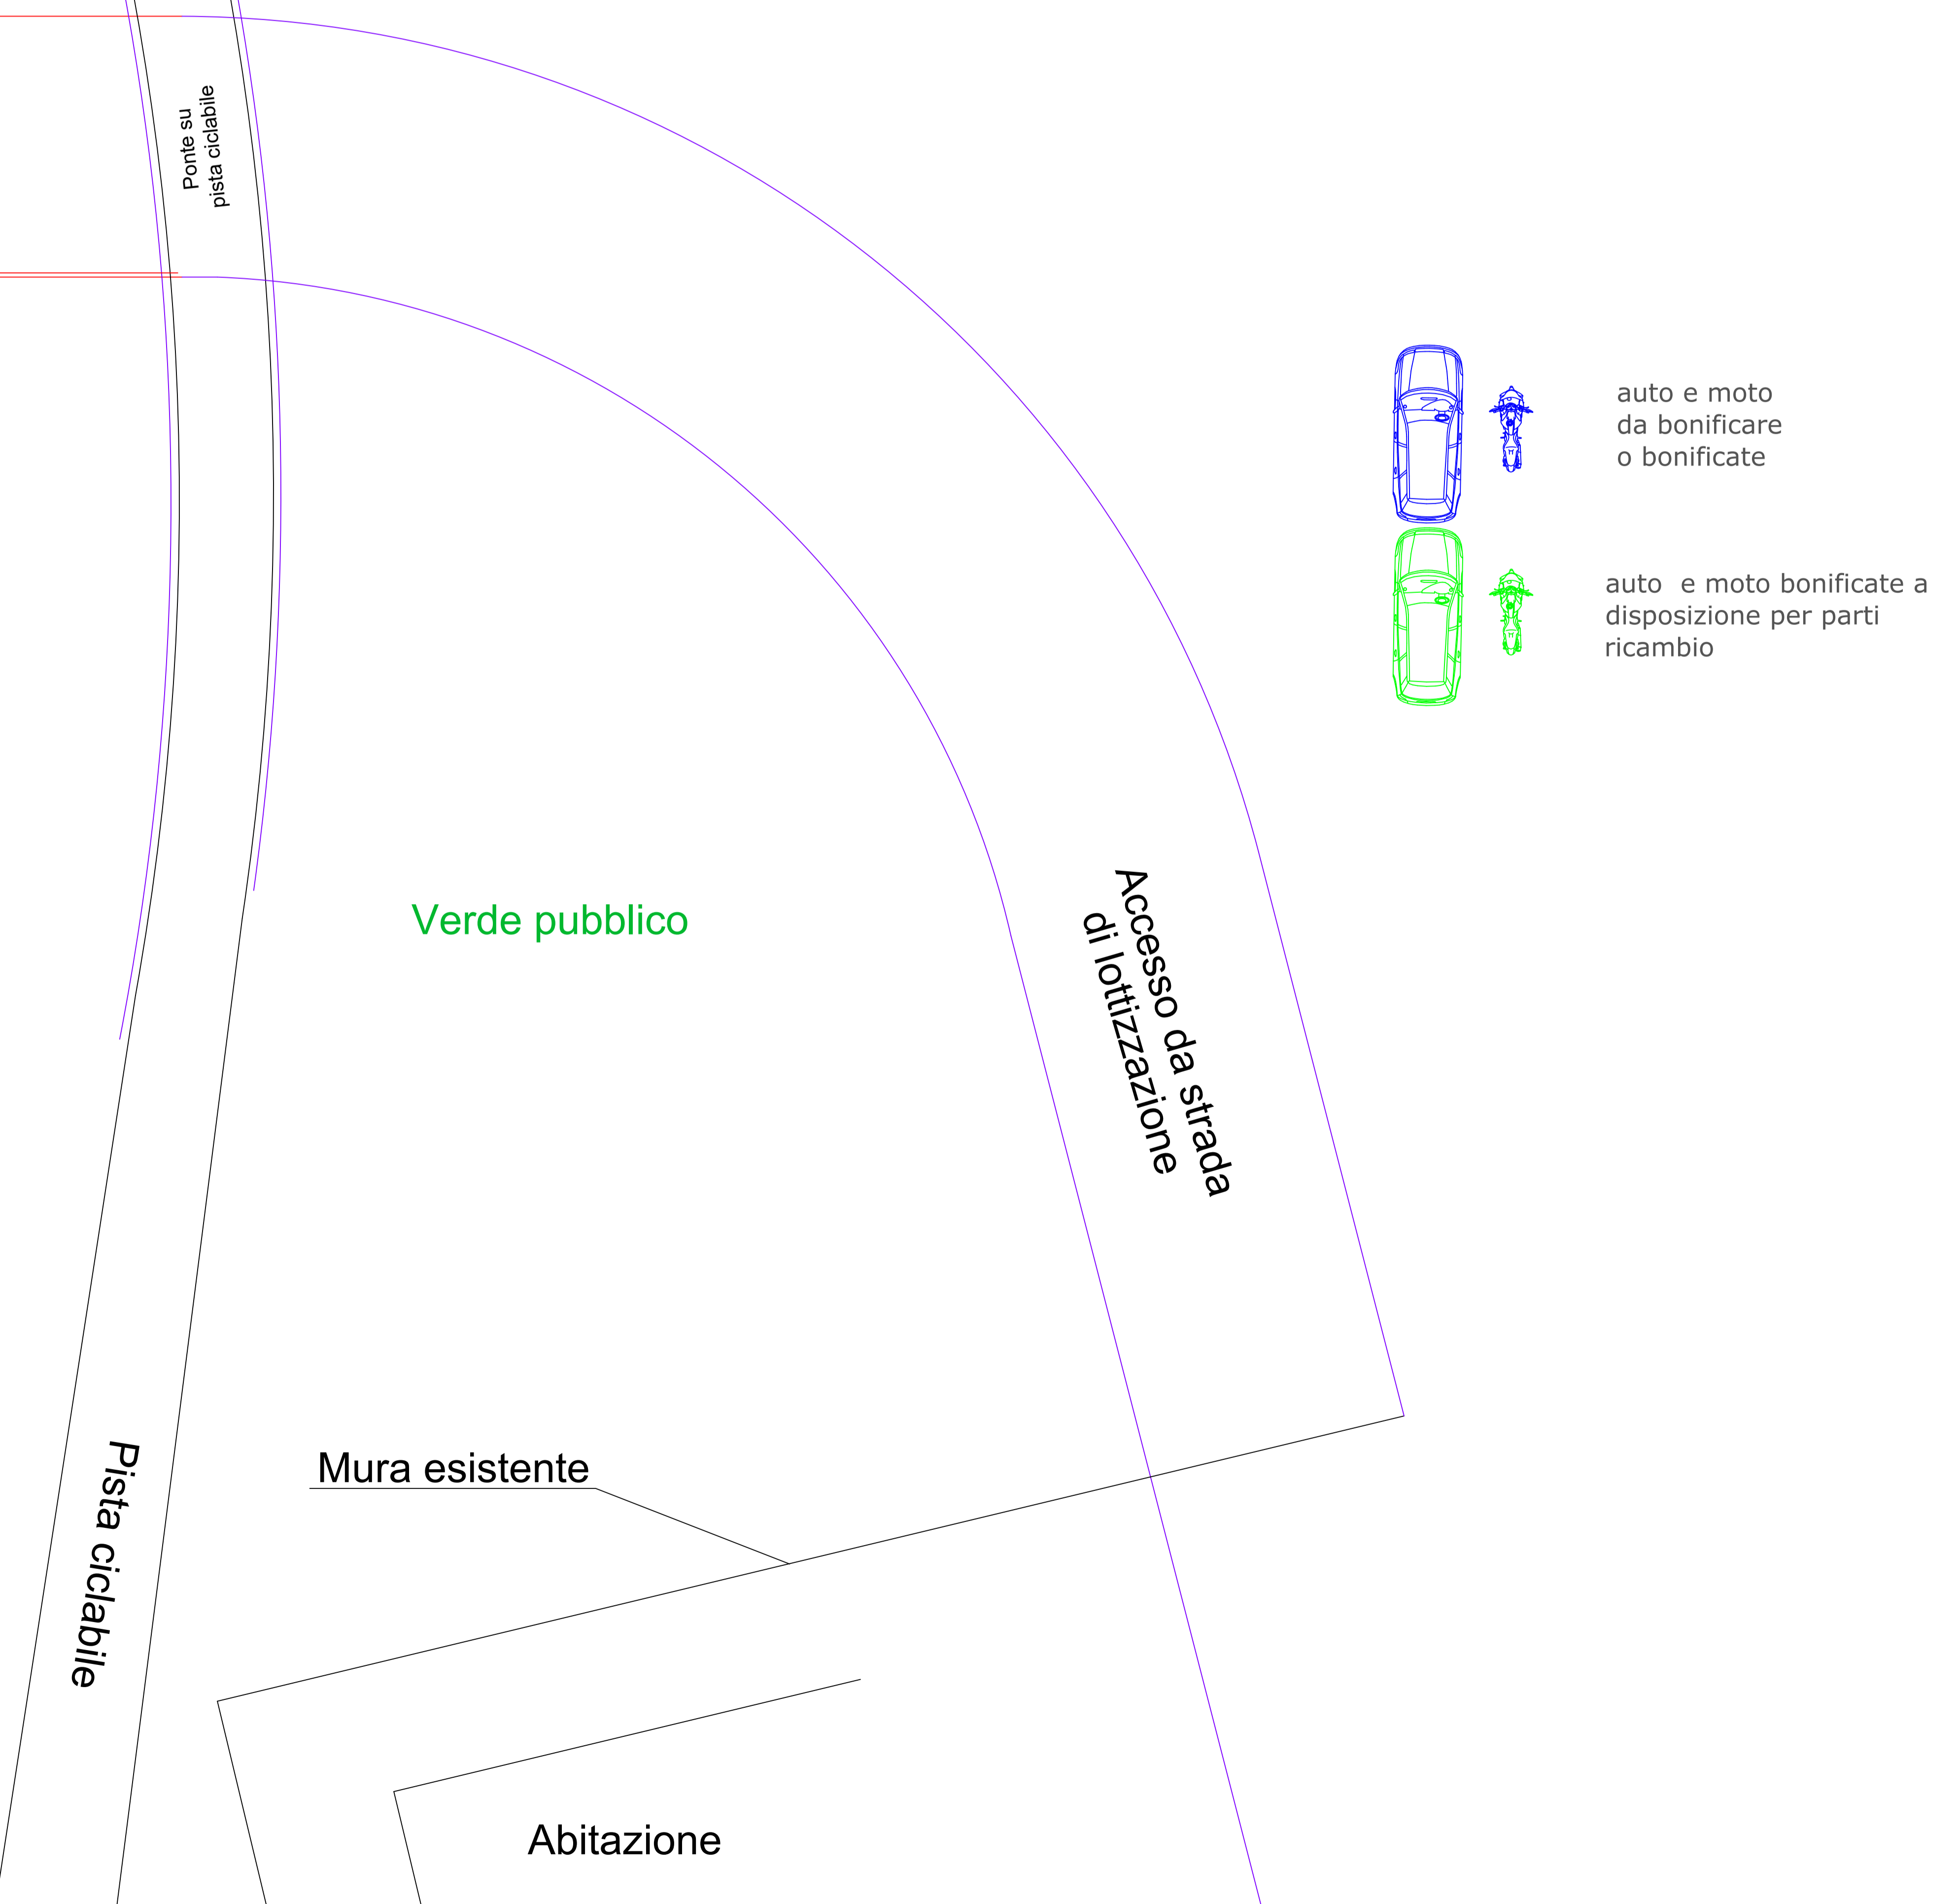 Ponte su
pista ciclabile
auto e moto
da bonificare
o bonificate
auto e moto bonificate a
disposizione per parti
ricambio
Verde pubblico
Accesso da strada
di lottizzazione
Mura esistente
Pista ciclabile
Abitazione